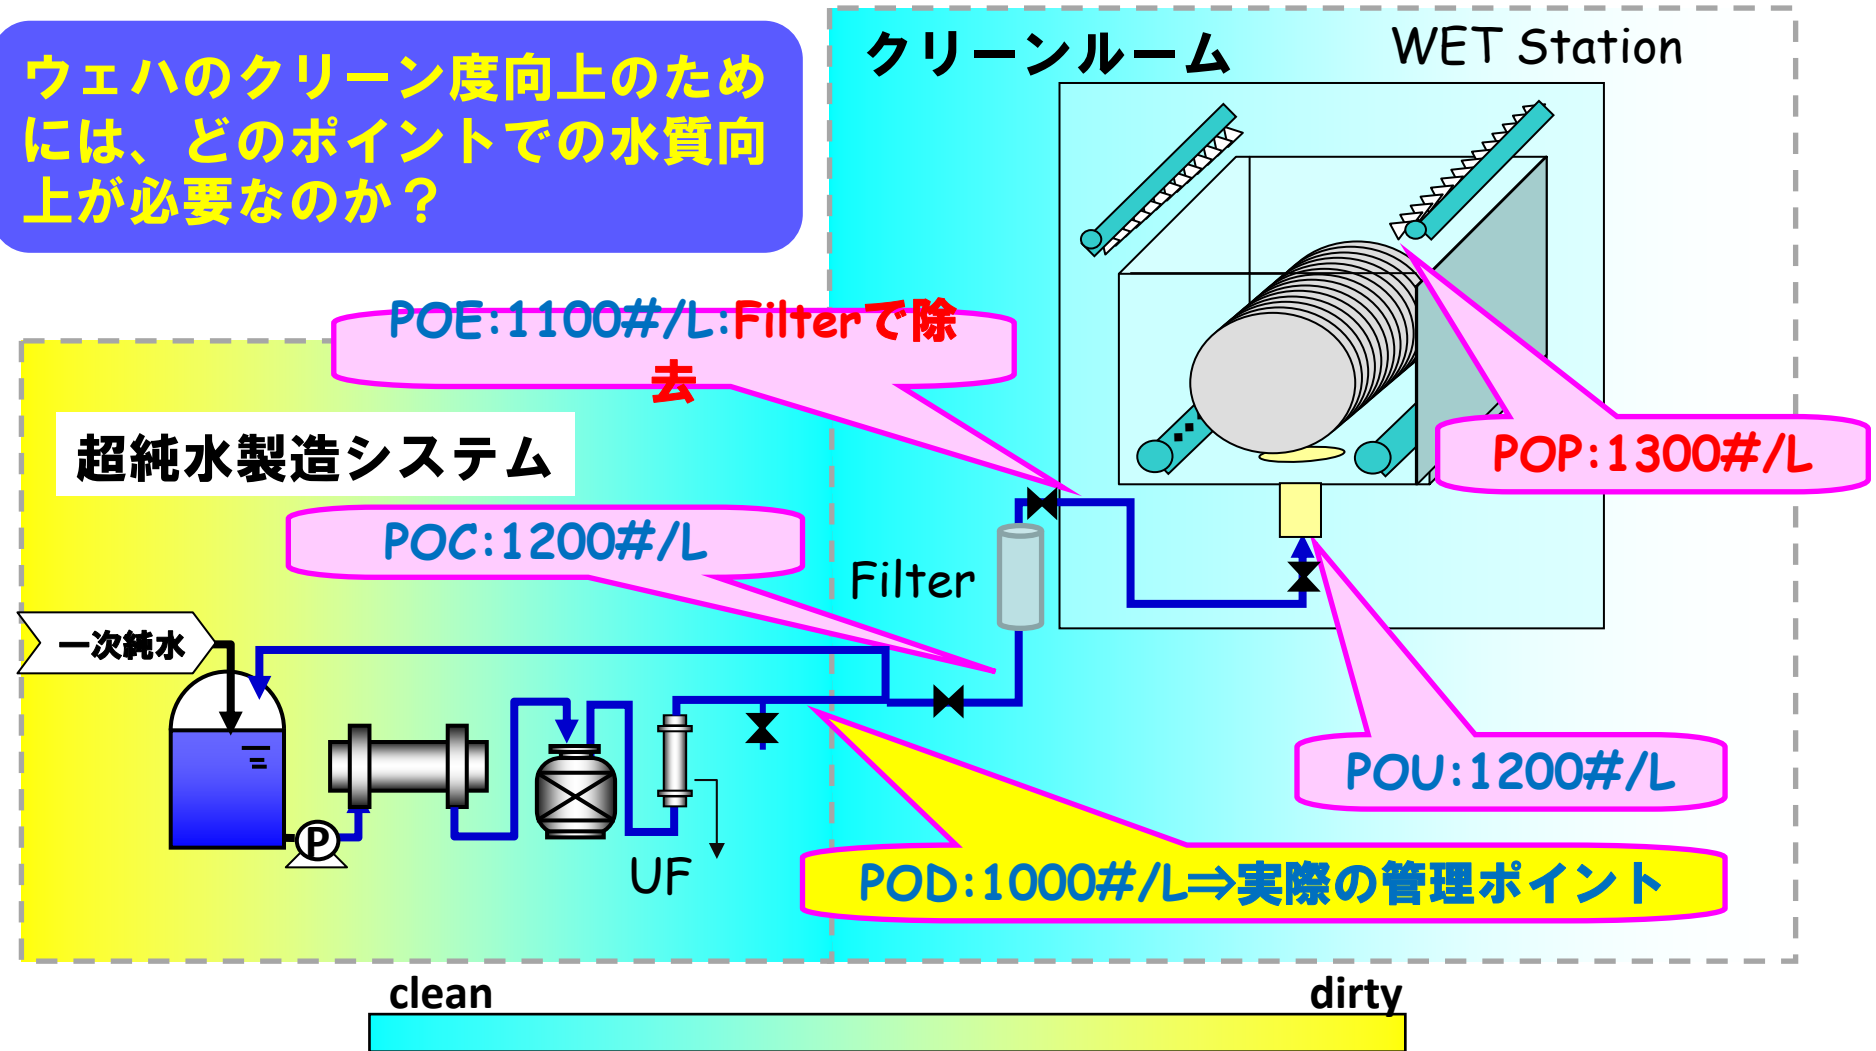 ウェハのクリーン度向上のため
には、どのポイントでの水質向
上が必要なのか？
クリーンルーム
WET Station
POE:1100#/L:Filterで除
去
超純水製造システム
POP:1300#/L
POC:1200#/L
Filter
一次純水
POU:1200#/L
P
UF
POD:1000#/L⇒実際の管理ポイント
clean
dirty